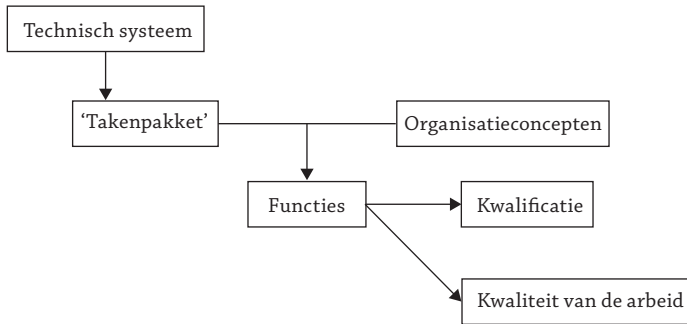 Technisch systeem
‘Takenpakket’
Organisatieconcepten
Functies
Kwalificatie
Kwaliteit van de arbeid